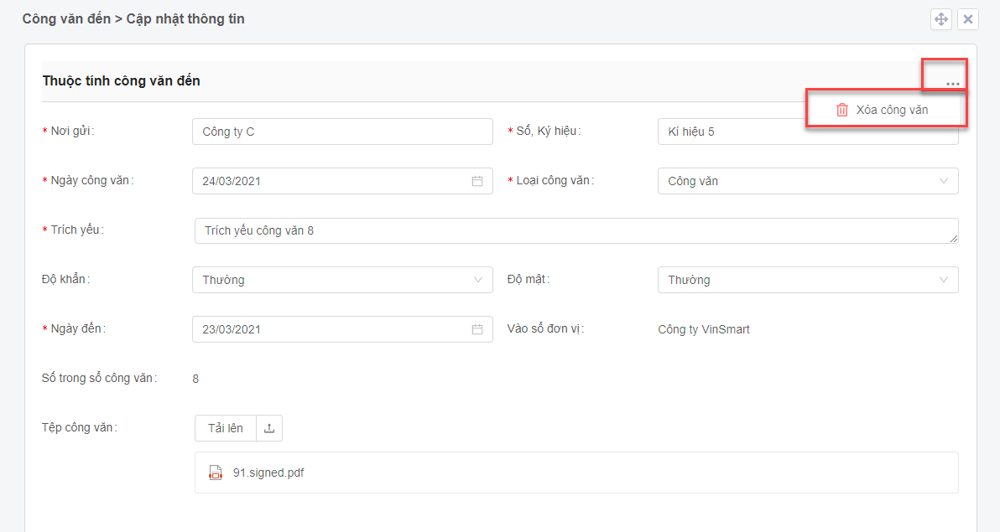 Công văn đến > Cập nhật thông tin
Thuộc tính công văn đến
...
Xóa công văn
* Nơi gửi:
Công ty C
* Số, Ký hiệu:
Kí hiệu 5
* Ngày công văn:
24/03/2021
* Loại công văn:
Công văn
* Trích yếu:
Trích yếu công văn 8
Độ khẩn:
Thường
Độ mật:
Thường
* Ngày đến:
23/03/2021
Vào sổ đơn vị:
Công ty VinSmart
Số trong sổ công văn:
8
Tệp công văn:
Tải lên
91.signed.pdf